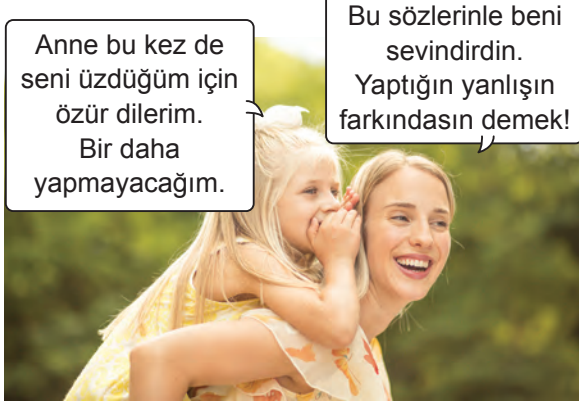 Anne bu kez de
seni üzdüğüm için
özür dilerim.
Bir daha
yapmayacağım.
Bu sözlerinle beni
sevindirdin.
Yaptığın yanlışın
farkındasın demek!